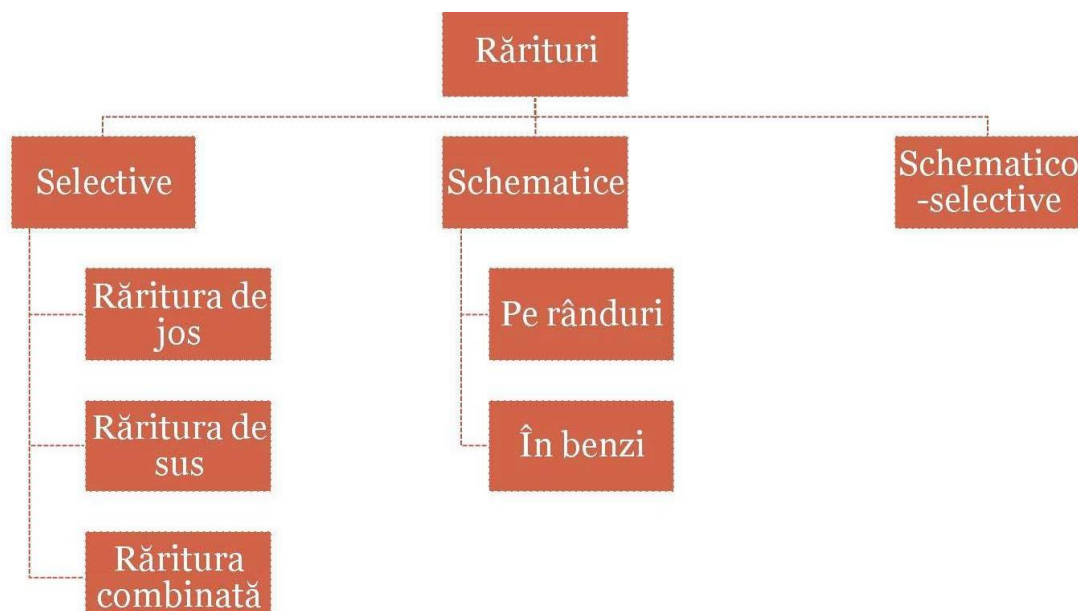 Rărituri
Selective
Schematice
Schematico
-selective
Răritura de
jos
Pe rânduri
Răritura de
sus
În benzi
Răritura
combinată